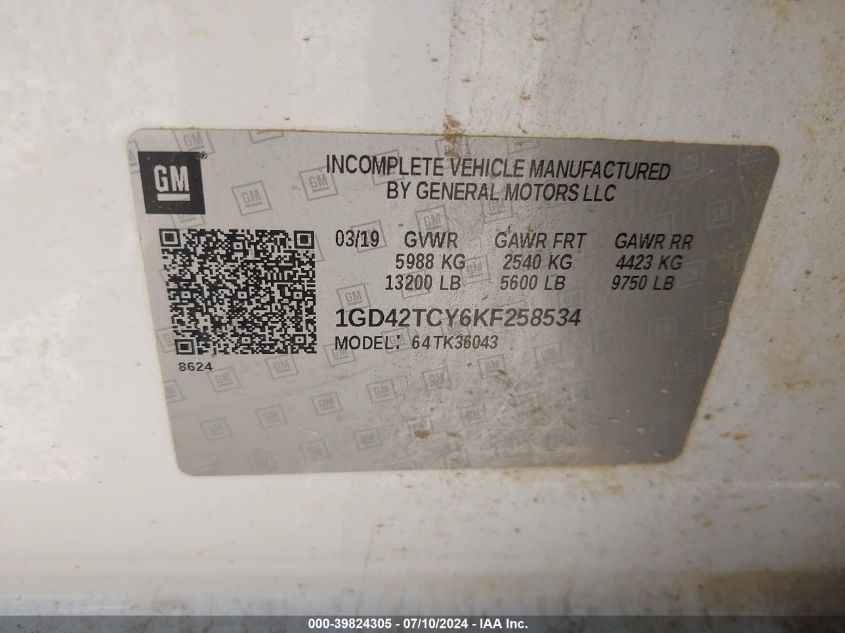 GM
INCOMPLETE VEHICLE MANUFACTURED
BY GENERAL MOTORS LLC
03/19 GVWR GAWR FRT GAWR RR
5988 KG 2540 KG 4423 KG
13200 LB 5600 LB 9750 LB
1GD42TCY6KF258534
MODEL: 64TK36043
8624
000-39824305 - 07/10/2024 - IAA Inc.